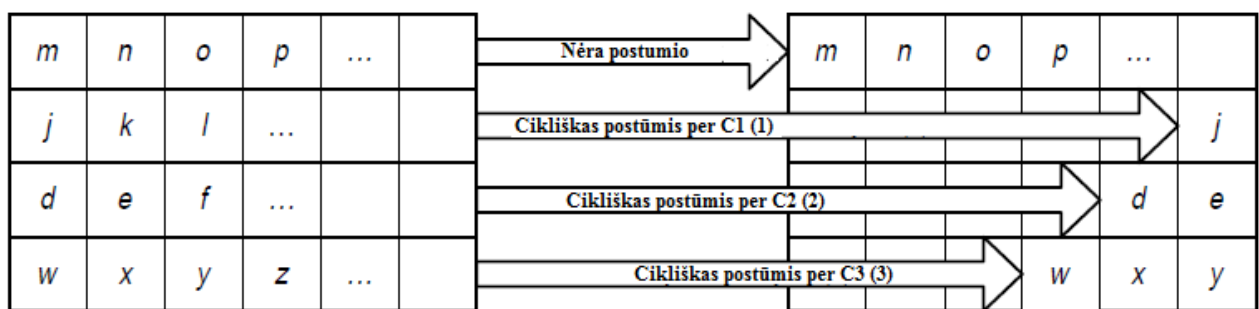 m n o p ... Nėra postumio m n o p ...
j k l ... Cikliškas postūmis per C1 (1) j
d e f ... Cikliškas postūmis per C2 (2) d e
w x y z ... Cikliškas postūmis per C3 (3) w x y